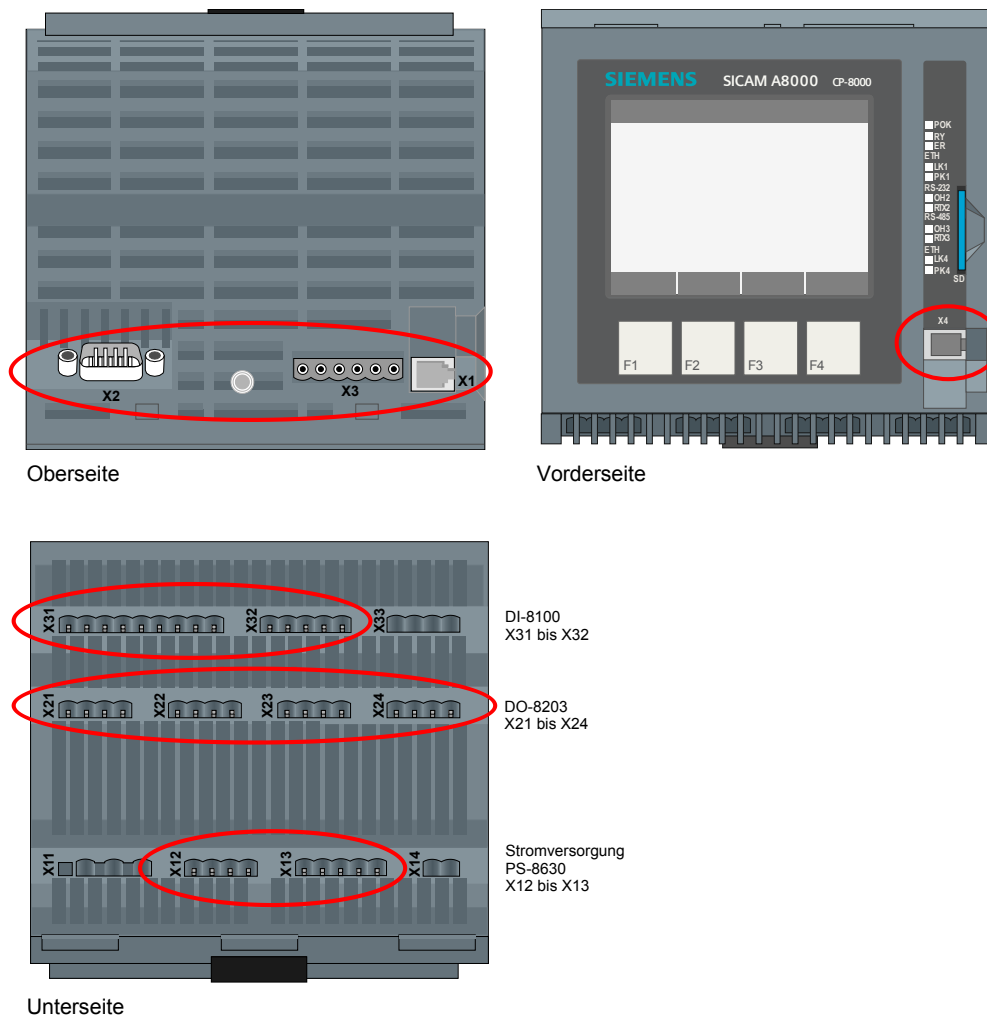 X2
X3
X1
Oberseite
SIEMENS SICAM A8000 CP-8000
POK
RY
ER
ETH
LK1
PK1
RS-232
OH2
RTX2
RS-485
OH3
RTX3
ETH
LK4
PK4
SD
X4
F1 F2 F3 F4
Vorderseite
X31 X32 X33
DI-8100
X31 bis X32
X21 X22 X23 X24
DO-8203
X21 bis X24
X11 X12 X13 X14
Stromversorgung
PS-8630
X12 bis X13
Unterseite